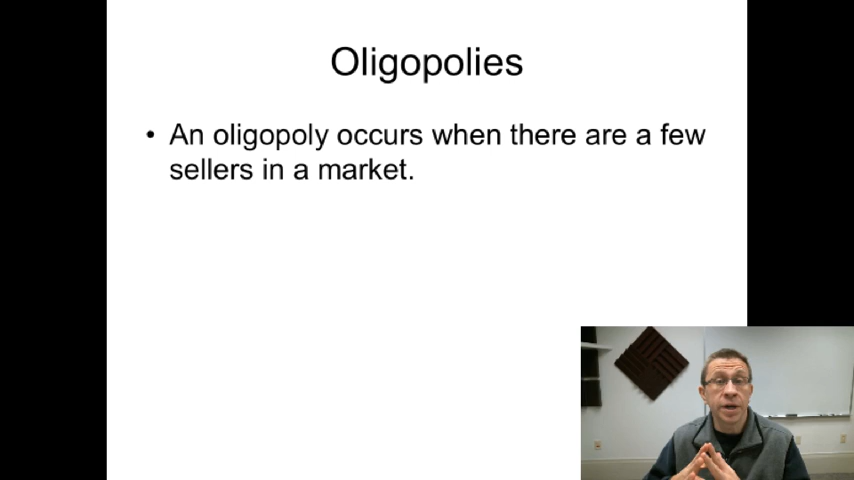 Oligopolies
• An oligopoly occurs when there are a few
sellers in a market.